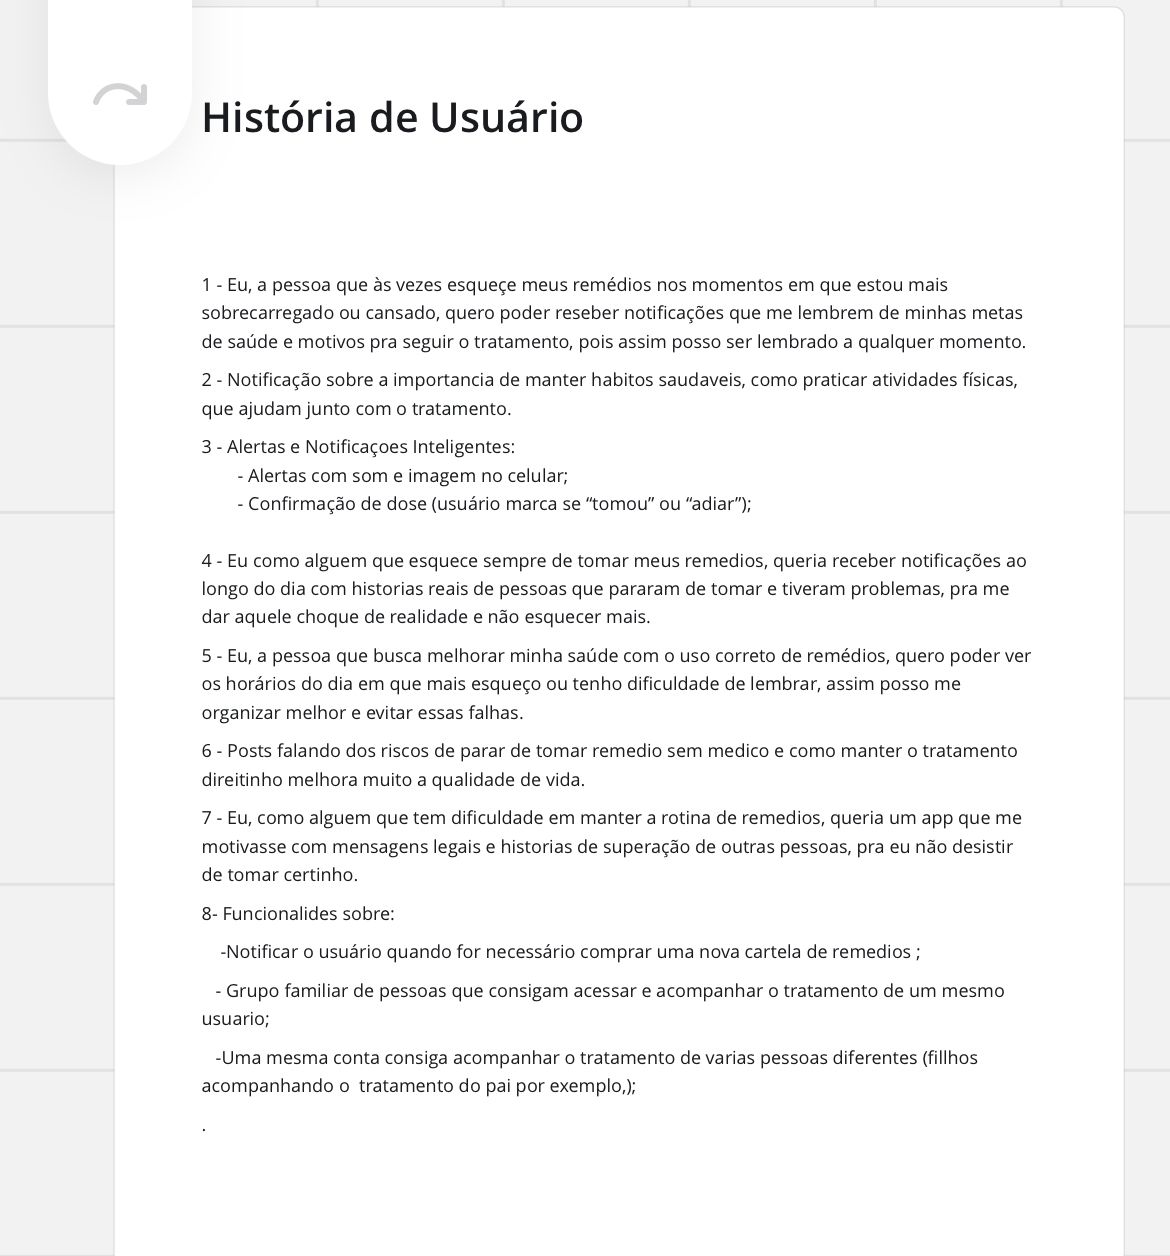 História de Usuário
1 - Eu, a pessoa que às vezes esqueçe meus remédios nos momentos em que estou mais
sobrecarregado ou cansado, quero poder reseber notificações que me lembrem de minhas metas
de saúde e motivos pra seguir o tratamento, pois assim posso ser lembrado a qualquer momento.
2 - Notificação sobre a importancia de manter habitos saudaveis, como praticar atividades físicas,
que ajudam junto com o tratamento.
3 - Alertas e Notificaçoes Inteligentes:
- Alertas com som e imagem no celular;
- Confirmação de dose (usuário marca se “tomou” ou “adiar”);
4 - Eu como alguem que esquece sempre de tomar meus remedios, queria receber notificações ao
longo do dia com historias reais de pessoas que pararam de tomar e tiveram problemas, pra me
dar aquele choque de realidade e não esquecer mais.
5 - Eu, a pessoa que busca melhorar minha saúde com o uso correto de remédios, quero poder ver
os horários do dia em que mais esqueço ou tenho dificuldade de lembrar, assim posso me
organizar melhor e evitar essas falhas.
6 - Posts falando dos riscos de parar de tomar remedio sem medico e como manter o tratamento
direitinho melhora muito a qualidade de vida.
7 - Eu, como alguem que tem dificuldade em manter a rotina de remedios, queria um app que me
motivasse com mensagens legais e historias de superação de outras pessoas, pra eu não desistir
de tomar certinho.
8- Funcionalides sobre:
-Notificar o usuário quando for necessário comprar uma nova cartela de remedios ;
- Grupo familiar de pessoas que consigam acessar e acompanhar o tratamento de um mesmo
usuario;
-Uma mesma conta consiga acompanhar o tratamento de varias pessoas diferentes (fillhos
acompanhando o  tratamento do pai por exemplo,);
.